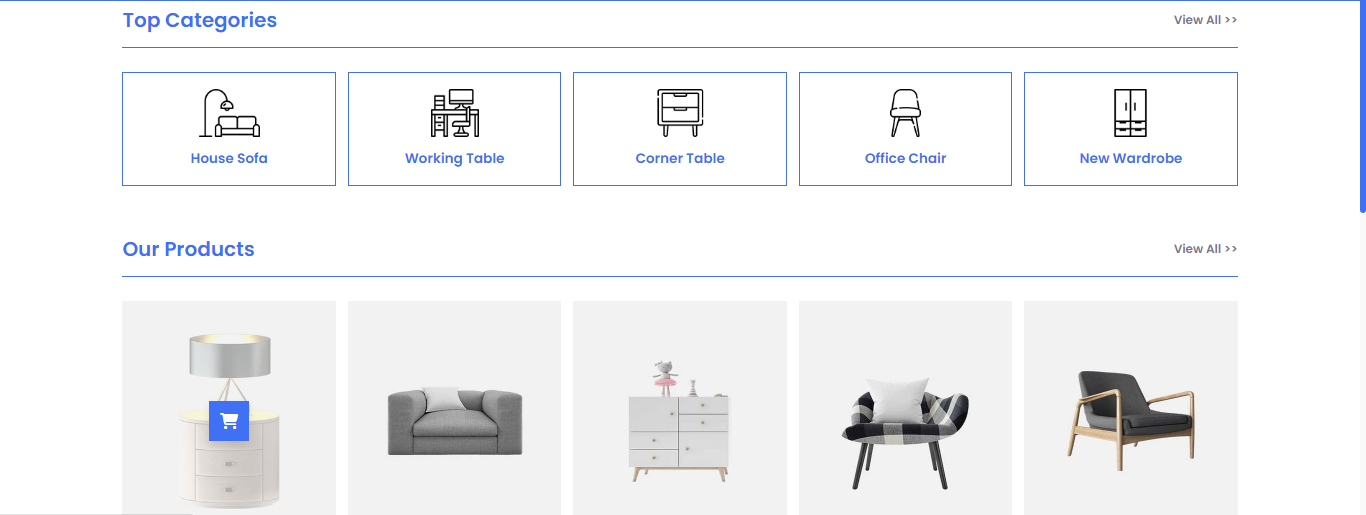 Top Categories
View All >>
House Sofa
Working Table
Corner Table
Office Chair
New Wardrobe
Our Products
View All >>